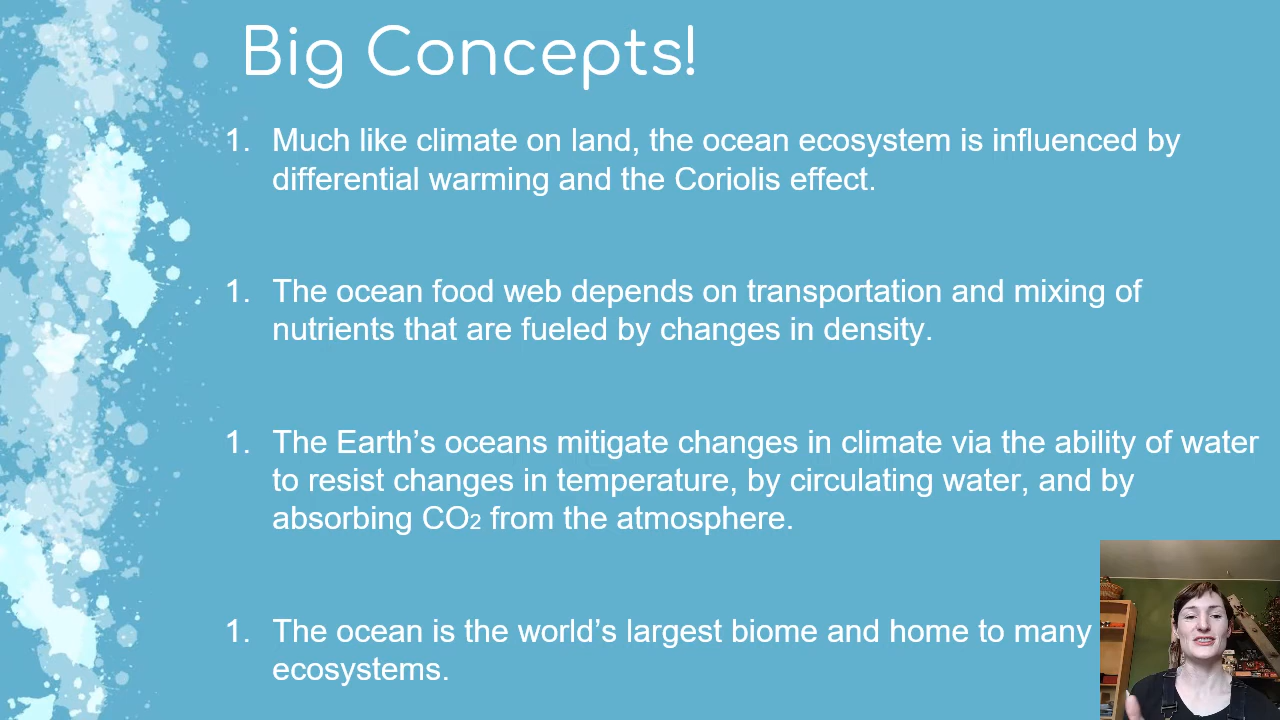 Big Concepts!
1. Much like climate on land, the ocean ecosystem is influenced by
differential warming and the Coriolis effect.
1. The ocean food web depends on transportation and mixing of
nutrients that are fueled by changes in density.
1. The Earth’s oceans mitigate changes in climate via the ability of water
to resist changes in temperature, by circulating water, and by
absorbing CO2 from the atmosphere.
1. The ocean is the world’s largest biome and home to many
ecosystems.